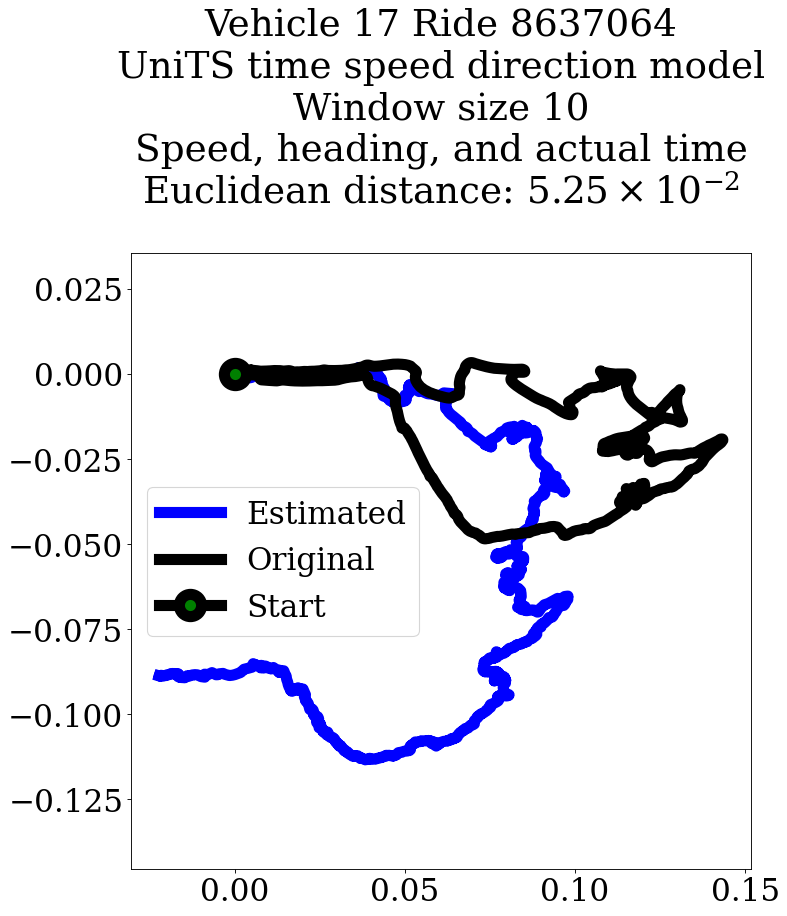 Vehicle 17 Ride 8637064
UniTS time speed direction model
Window size 10
Speed, heading, and actual time
Euclidean distance: 5.25 × 10⁻²
0.025
0.000
−0.025
−0.050
−0.075
−0.100
−0.125
Estimated
Original
Start
0.00 0.05 0.10 0.15